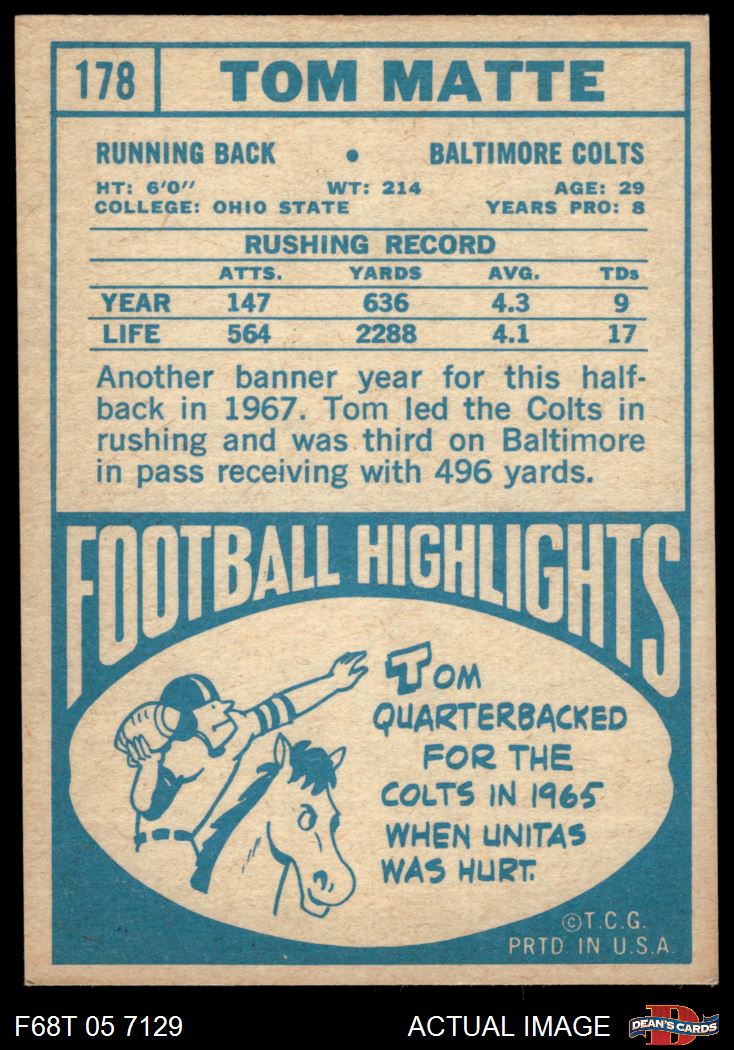 178 TOM MATTE
RUNNING BACK • BALTIMORE COLTS
HT: 6'0" WT: 214 AGE: 29
COLLEGE: OHIO STATE YEARS PRO: 8
RUSHING RECORD
ATTS. YARDS AVG. TDs
YEAR 147 636 4.3 9
LIFE 564 2288 4.1 17
Another banner year for this half-
back in 1967. Tom led the Colts in
rushing and was third on Baltimore
in pass receiving with 496 yards.
FOOTBALL HIGHLIGHTS
TOM
QUARTERBACKED
FOR THE
COLTS IN 1965
WHEN UNITAS
WAS HURT.
©T.C.G.
PRTD. IN U.S.A.
F68T 05 7129 ACTUAL IMAGE D DEAN'S CARDS